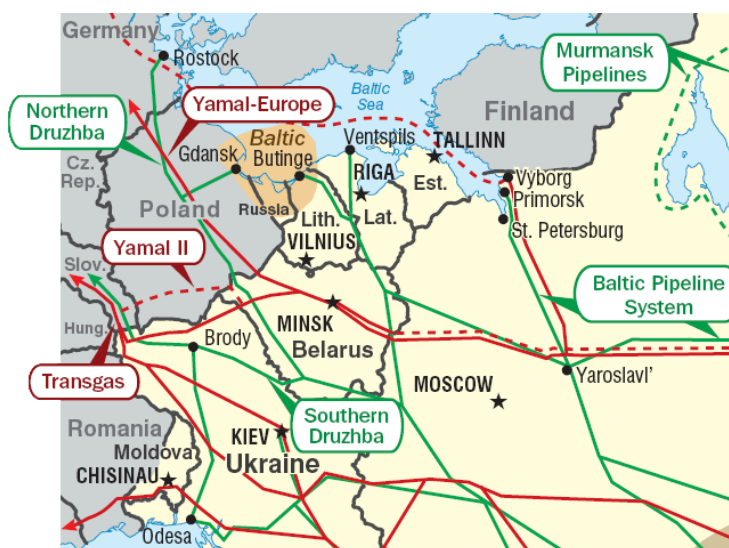 Germany
Rostock
Murmansk
Pipelines
Northern
Druzhba
Yamal-Europe
Baltic
Sea
Finland
Baltic
Gdansk
Butinge
Ventspils
TALLINN
Cz.
Rep.
RIGA
Est.
Vyborg
Primorsk
Poland
Russia
Lith.
Lat.
St. Petersburg
Yamal II
VILNIUS
Slov.
Baltic Pipeline
System
Hung.
Brody
MINSK
Belarus
Transgas
MOSCOW
Yaroslavl'
Southern
Druzhba
Romania
KIEV
Moldova
Ukraine
CHISINAU
Odesa